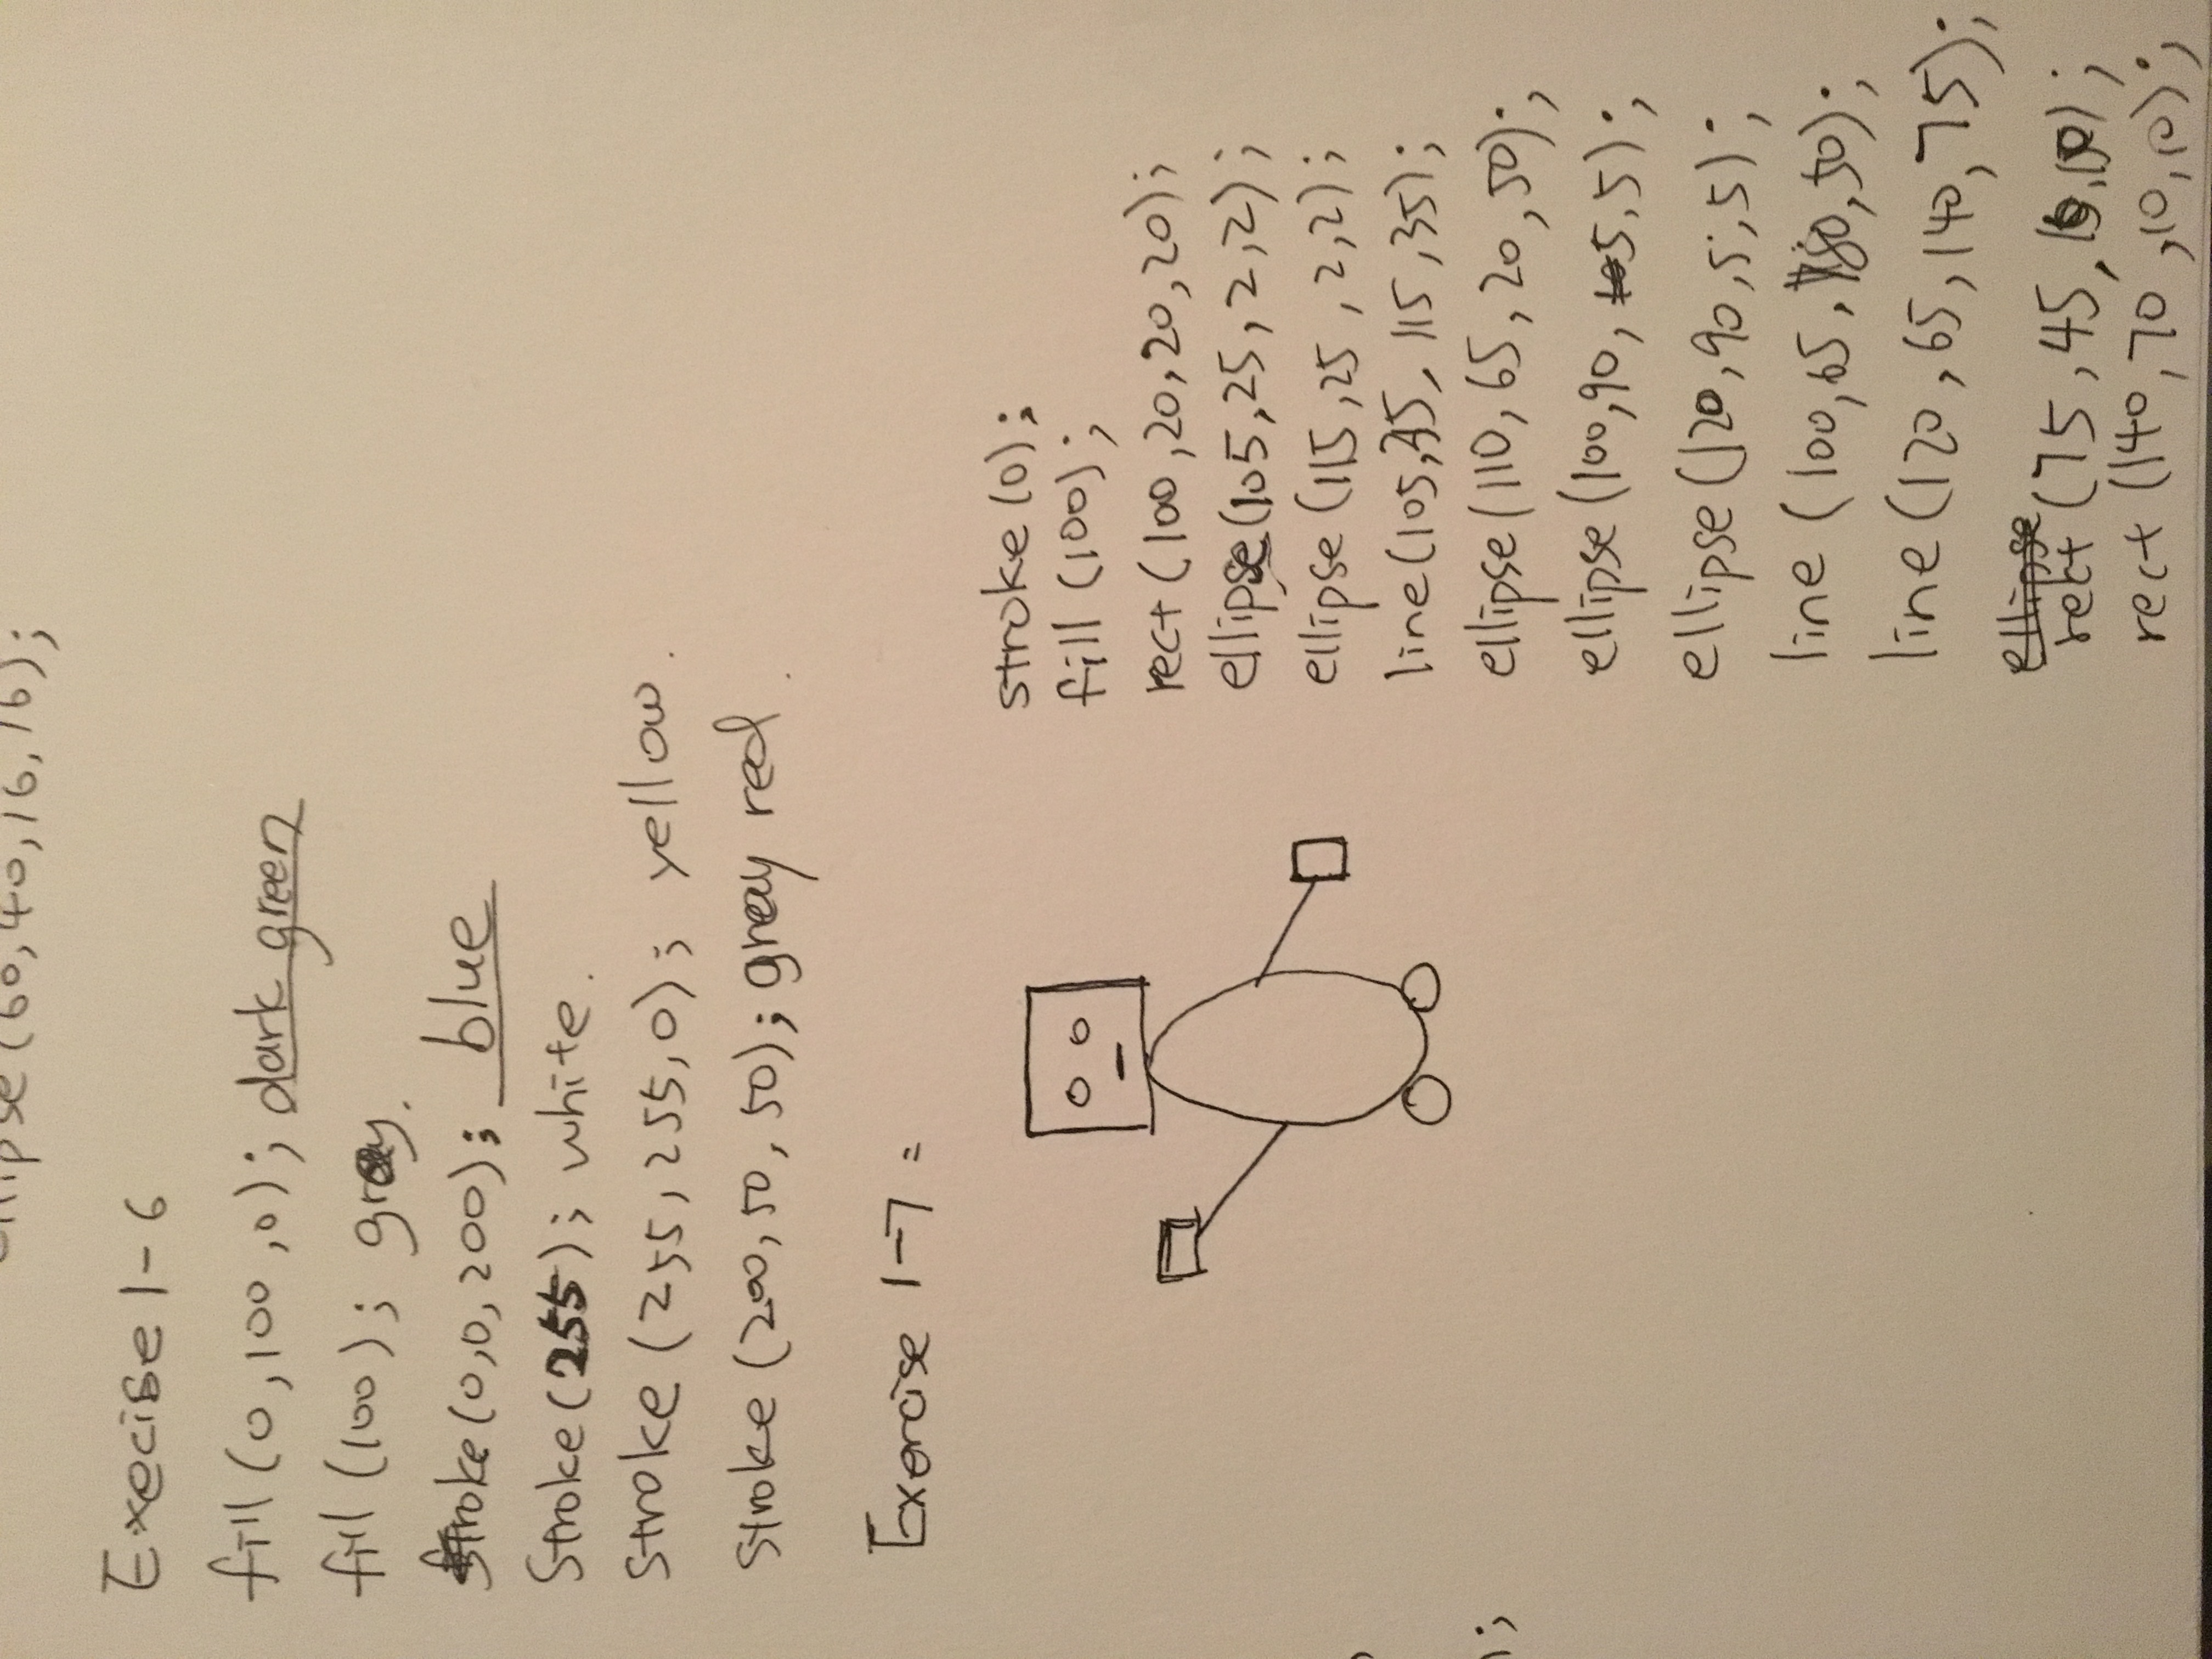 ellipse (60,40,16,16);
Execise 1-6
fill (0,100,0); dark green
fill (100); gray.
stroke (0,0,200); blue
Stroke (255); white.
stroke (255, 255, 0); yellow.
stroke (200, 50, 50); greay red.
Exercise 1-7 =
stroke (0);
fill (100);
rect (100, 20, 20, 20);
ellipse (105, 25, 2, 2);
ellipse (115, 25, 2, 2);
line (105, 35, 115, 35);
ellipse (110, 65, 20, 50);
ellipse (100, 90, 5, 5);
ellipse (120, 90, 5, 5);
line (100, 65, 80, 50);
line (120, 65, 140, 75);
ellipse
rect (75, 45, 10, 10);
rect (140, 70, 10, 10);